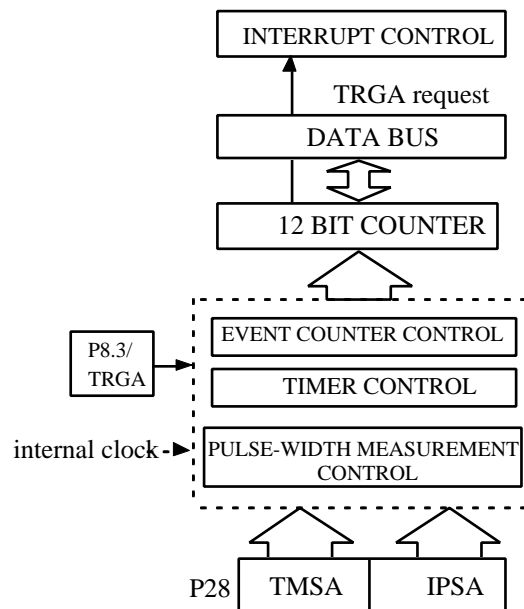 INTERRUPT CONTROL
TRGA request
DATA BUS
12 BIT COUNTER
EVENT COUNTER CONTROL
P8.3/
TRGA
TIMER CONTROL
internal clock
PULSE-WIDTH MEASUREMENT
CONTROL
P28
TMSA
IPSA